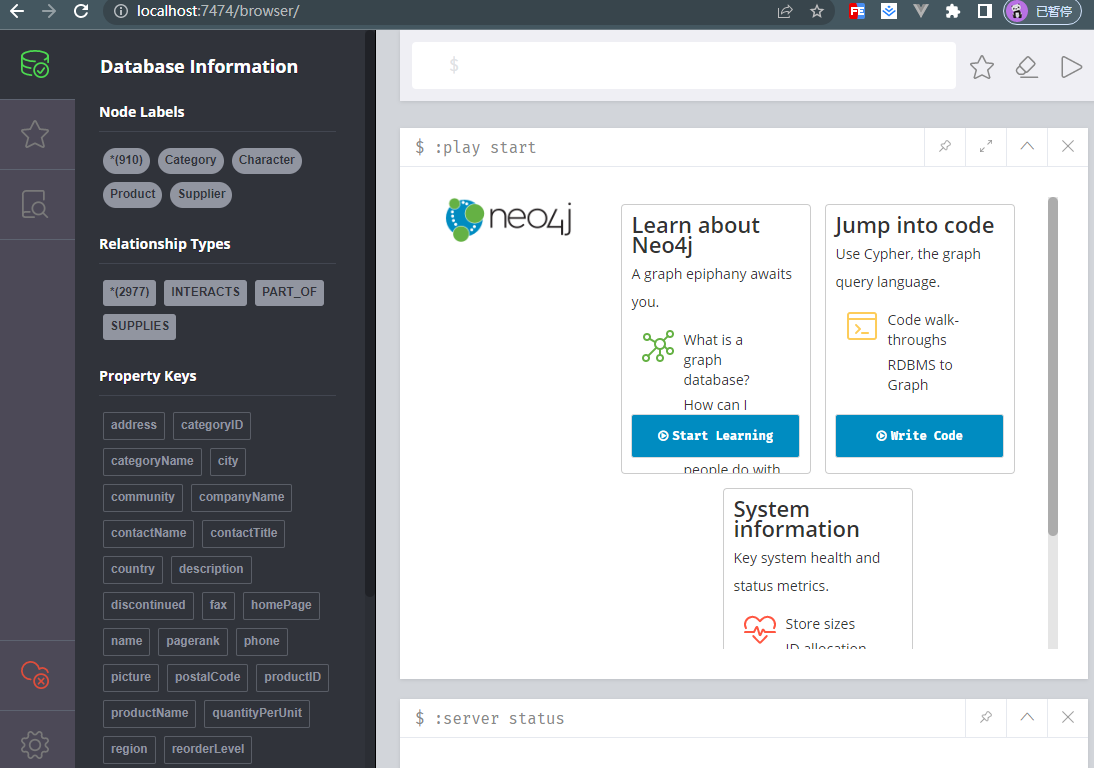 localhost:7474/browser/
已暂停
Database Information
Node Labels
*(910) Category Character
Product Supplier
Relationship Types
*(2977) INTERACTS PART_OF
SUPPLIES
Property Keys
address categoryID
categoryName city
community companyName
contactName contactTitle
country description
discontinued fax homePage
name pagerank phone
picture postalCode productID
productName quantityPerUnit
region reorderLevel
$
$ :play start
neo4j
Learn about
Neo4j
A graph epiphany awaits
you.
What is a
graph
database?
How can I
people do with
Start Learning
Jump into code
Use Cypher, the graph
query language.
Code walk-
throughs
RDBMS to
Graph
Write Code
System
information
Key system health and
status metrics.
Store sizes
ID allocation
$ :server status